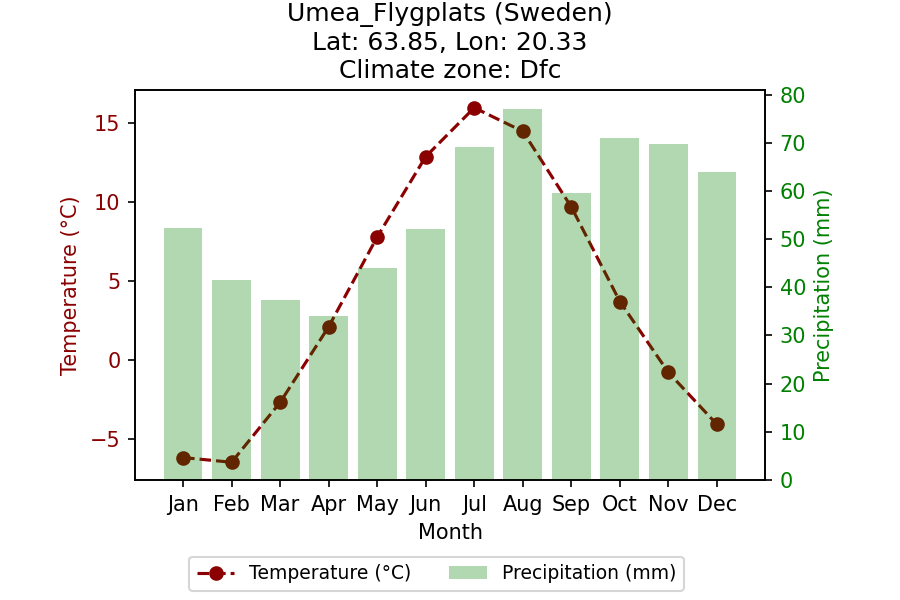 Umea_Flygplats (Sweden)
Lat: 63.85, Lon: 20.33
Climate zone: Dfc
Temperature (°C)
15
10
5
0
−5
80
70
60
50
40
30
20
10
0
Precipitation (mm)
Jan Feb Mar Apr May Jun Jul Aug Sep Oct Nov Dec
Month
Temperature (°C) Precipitation (mm)